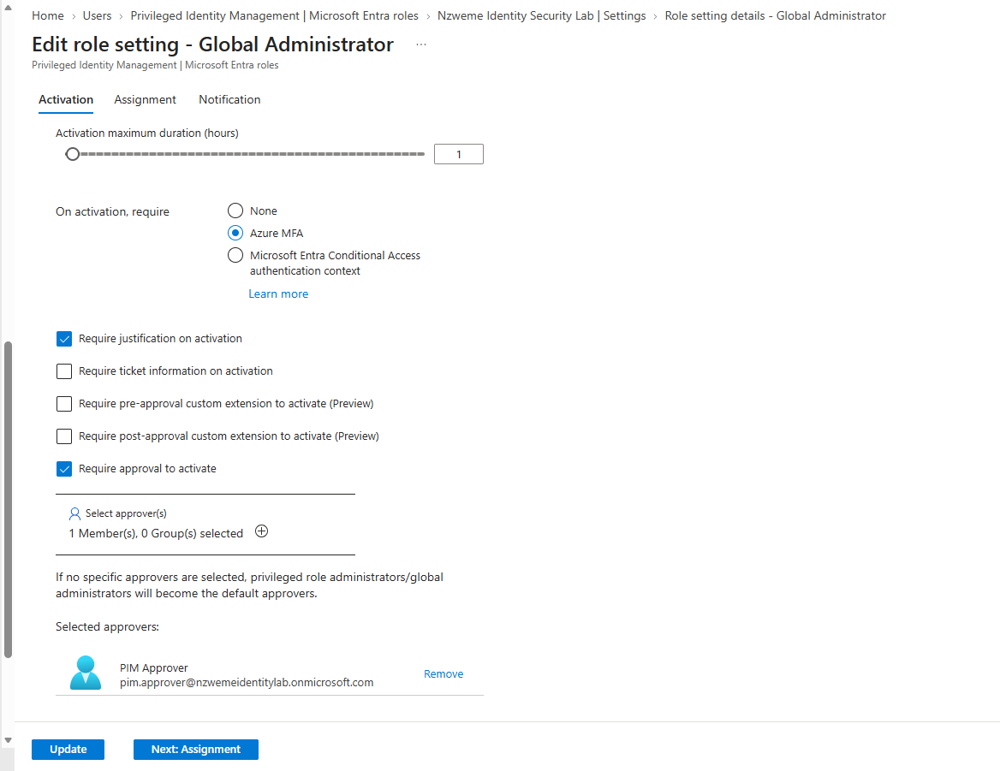 Home > Users > Privileged Identity Management | Microsoft Entra roles > Nzweme Identity Security Lab | Settings > Role setting details - Global Administrator
Edit role setting - Global Administrator ...
Privileged Identity Management | Microsoft Entra roles
Activation Assignment Notification
Activation maximum duration (hours)
1
On activation, require
None
Azure MFA
Microsoft Entra Conditional Access
authentication context
Learn more
Require justification on activation
Require ticket information on activation
Require pre-approval custom extension to activate (Preview)
Require post-approval custom extension to activate (Preview)
Require approval to activate
Select approver(s)
1 Member(s), 0 Group(s) selected
If no specific approvers are selected, privileged role administrators/global
administrators will become the default approvers.
Selected approvers:
PIM Approver
pim.approver@nzwemeidentitylab.onmicrosoft.com
Remove
Update Next: Assignment